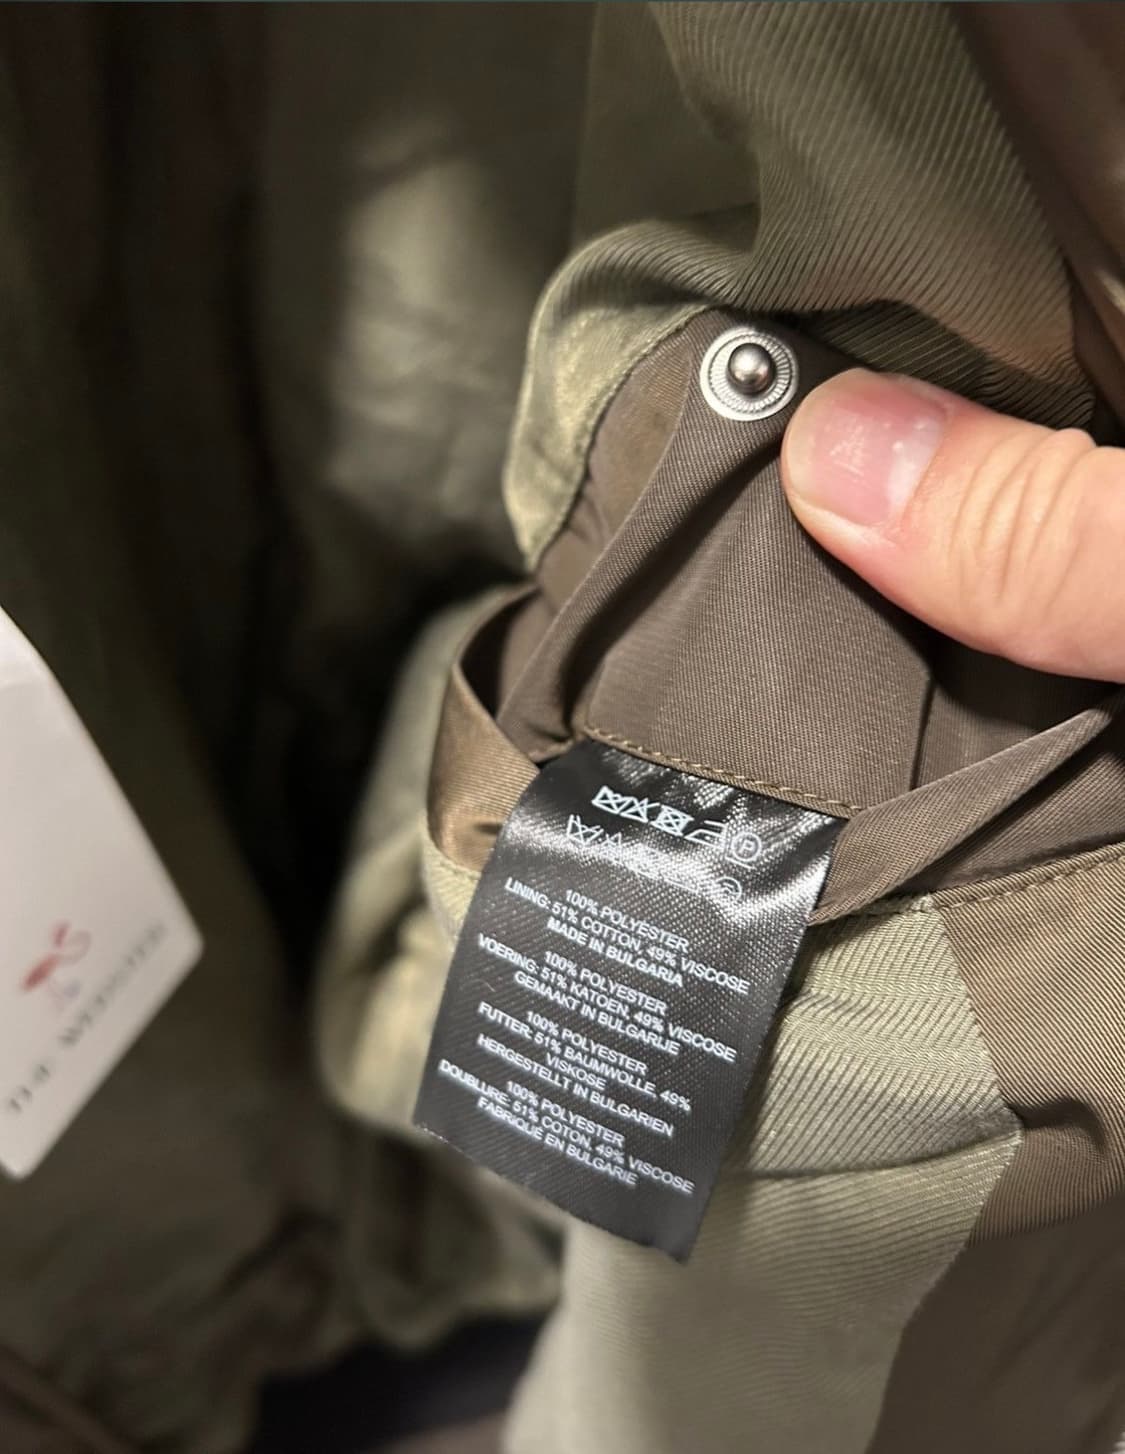 P
100% POLYESTER
LINING: 51% COTTON, 49% VISCOSE
MADE IN BULGARIA
100% POLYESTER
VOERING: 51% KATOEN, 49% VISCOSE
GEMAAKT IN BULGARIJE
100% POLYESTER
FUTTER: 51% BAUMWOLLE, 49%
VISKOSE
HERGESTELLT IN BULGARIEN
100% POLYESTER
DOUBLURE: 51% COTON, 49% VISCOSE
FABRIQUÉ EN BULGARIE